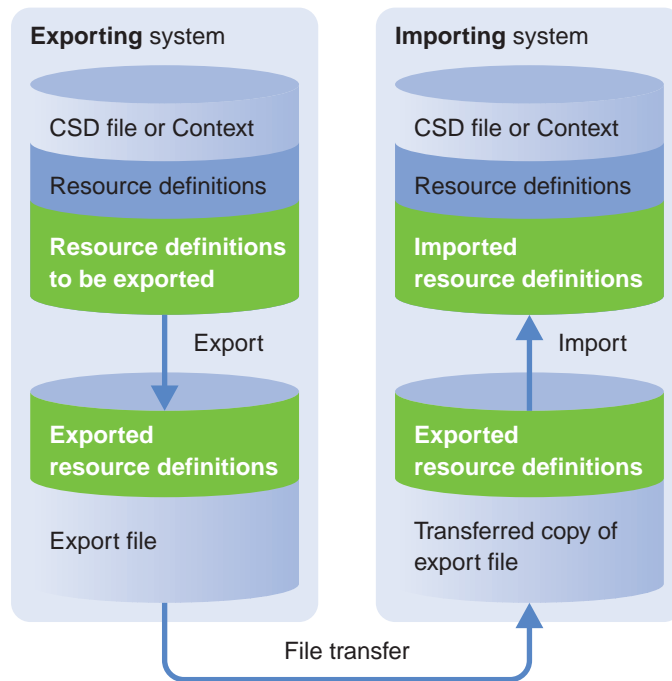 Exporting system
CSD file or Context
Resource definitions
Resource definitions
to be exported
Export
Exported
resource definitions
Export file
Importing system
CSD file or Context
Resource definitions
Imported
resource definitions
Import
Exported
resource definitions
Transferred copy of
export file
File transfer